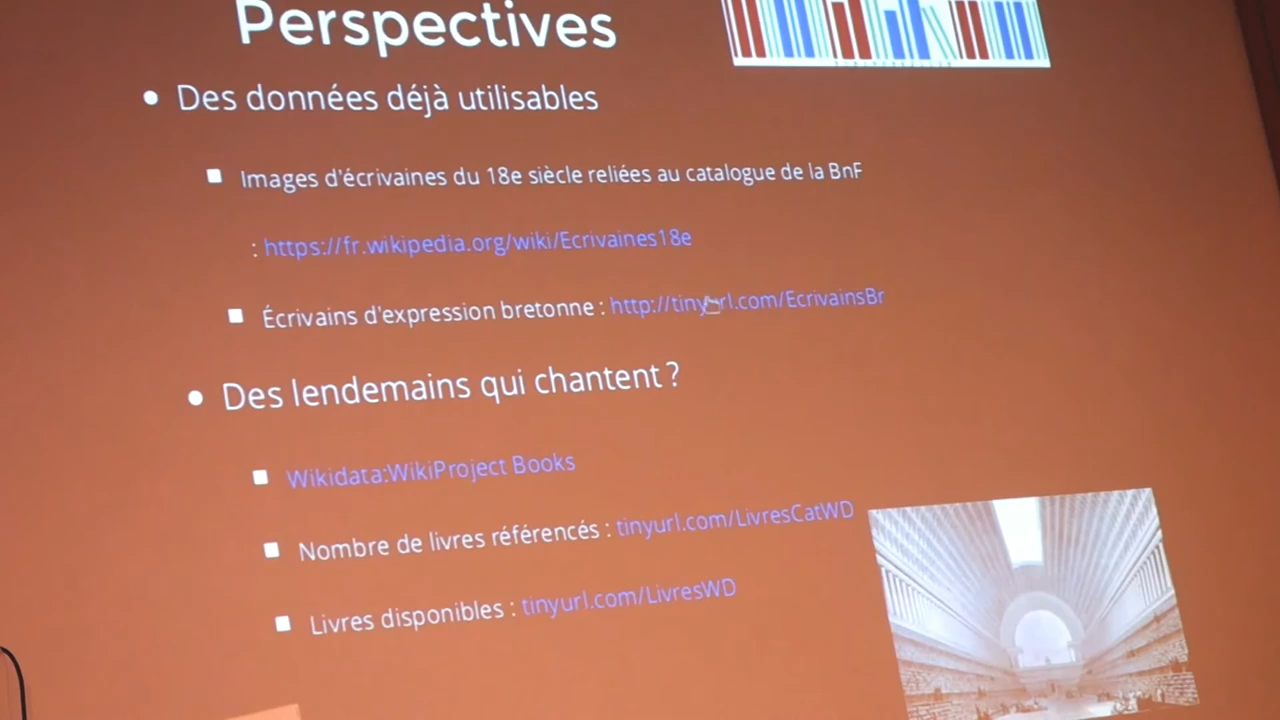 Perspectives
Des données déjà utilisables
Images d'écrivaines du 18e siècle reliées au catalogue de la BnF
: https://fr.wikipedia.org/wiki/Ecrivaines18e
Écrivains d'expression bretonne : http://tinyurl.com/EcrivainsBr
Des lendemains qui chantent ?
Wikidata:WikiProject Books
Nombre de livres référencés : tinyurl.com/LivresCatWD
Livres disponibles : tinyurl.com/LivresWD